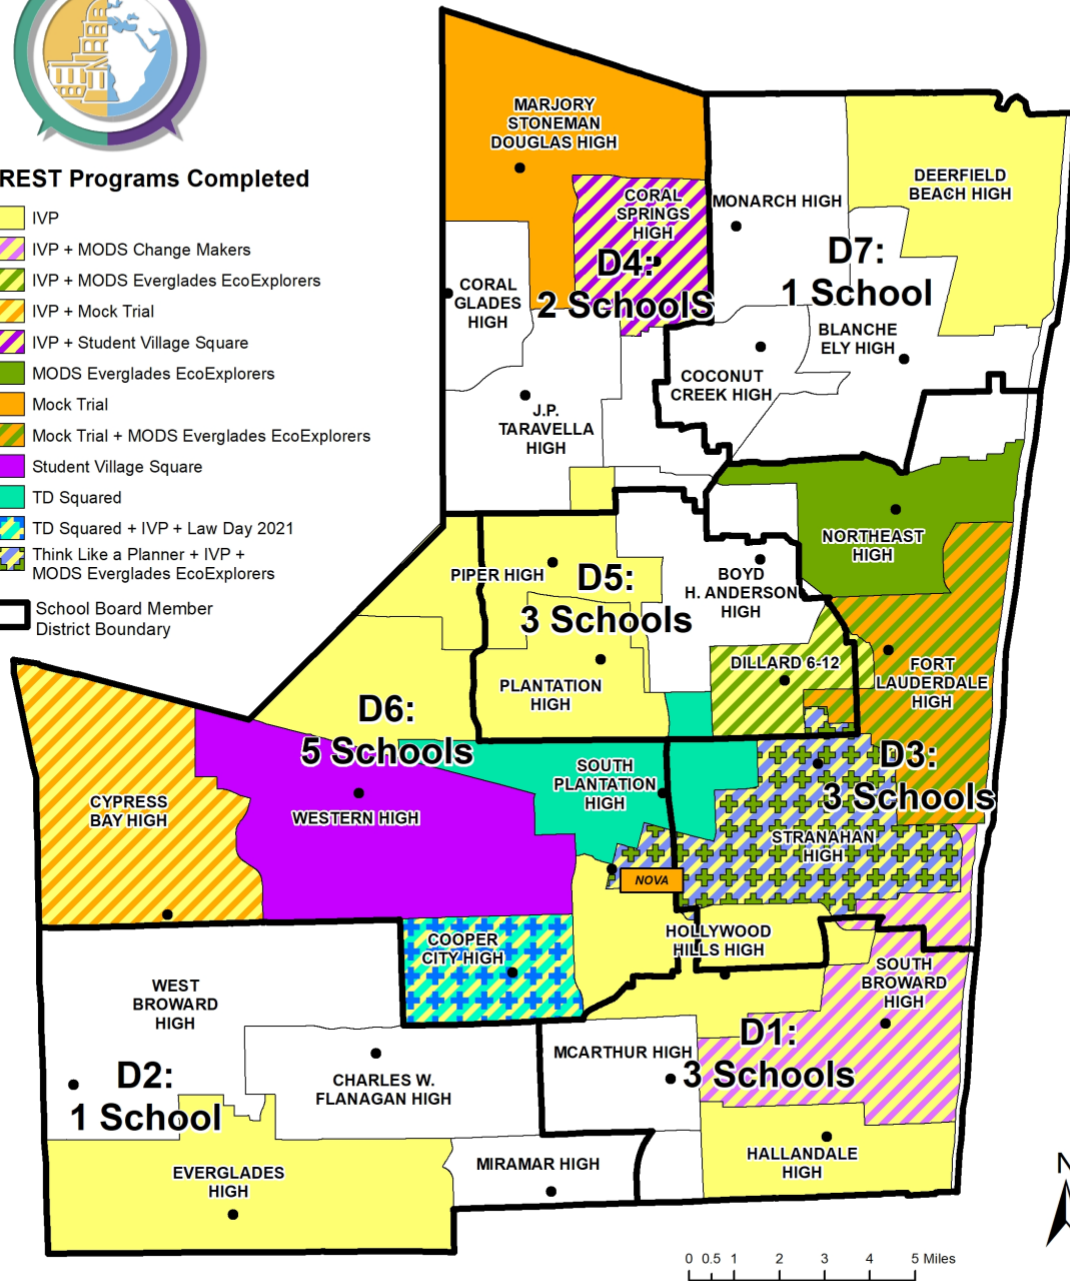 REST Programs Completed
IVP
IVP + MODS Change Makers
IVP + MODS Everglades EcoExplorers
IVP + Mock Trial
IVP + Student Village Square
MODS Everglades EcoExplorers
Mock Trial
Mock Trial + MODS Everglades EcoExplorers
Student Village Square
TD Squared
TD Squared + IVP + Law Day 2021
Think Like a Planner + IVP +
MODS Everglades EcoExplorers
School Board Member
District Boundary
MARJORY
STONEMAN
DOUGLAS HIGH
DEERFIELD
BEACH HIGH
CORAL
SPRINGS
HIGH
MONARCH HIGH
D4:
2 SchoolS
D7:
1 School
CORAL
GLADES
HIGH
BLANCHE
ELY HIGH
COCONUT
CREEK HIGH
J.P.
TARAVELLA
HIGH
NORTHEAST
HIGH
PIPER HIGH
D5:
3 Schools
BOYD
H. ANDERSON
HIGH
DILLARD 6-12
FORT
LAUDERDALE
HIGH
PLANTATION
HIGH
D6:
5 Schools
SOUTH
PLANTATION
HIGH
D3:
3 Schools
CYPRESS
BAY HIGH
WESTERN HIGH
STRANAHAN
HIGH
NOVA
COOPER
CITY HIGH
HOLLYWOOD
HILLS HIGH
SOUTH
BROWARD
HIGH
WEST
BROWARD
HIGH
D1:
3 Schools
MCARTHUR HIGH
D2:
1 School
CHARLES W.
FLANAGAN HIGH
EVERGLADES
HIGH
MIRAMAR HIGH
HALLANDALE
HIGH
N
0 0.5 1 2 3 4 5 Miles